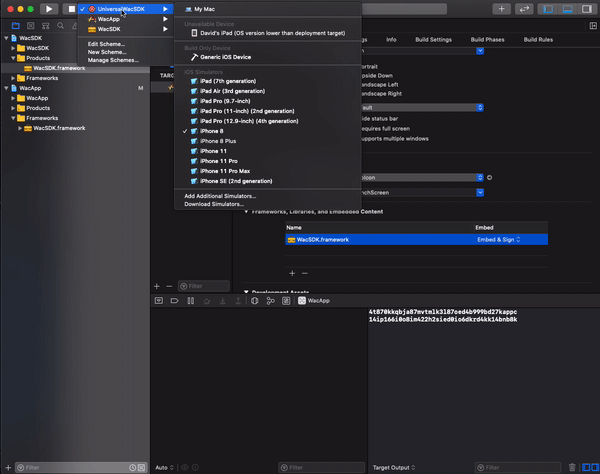 UniversalWacSDK
WacApp
WacSDK
Edit Scheme...
New Scheme...
Manage Schemes...
My Mac
Unavailable Device
David's iPad (OS version lower than deployment target)
Build Only Device
Generic iOS Device
iOS Simulators
iPad (7th generation)
iPad Air (3rd generation)
iPad Pro (9.7-inch)
iPad Pro (11-inch) (2nd generation)
iPad Pro (12.9-inch) (4th generation)
iPhone 8
iPhone 8 Plus
iPhone 11
iPhone 11 Pro
iPhone 11 Pro Max
iPhone SE (2nd generation)
Add Additional Simulators...
Download Simulators...
WacSDK
WacSDK
Products
WacSDK.framework
Frameworks
WacApp M
WacApp
Products
Frameworks
WacSDK.framework
TARG
gs Info Build Settings Build Phases Build Rules
ortrait
pside Down
andscape Left
andscape Right
ault
ide status bar
equires full screen
upports multiple windows
pIcon
nchScreen
Frameworks, Libraries, and Embedded Content
Name Embed
WacSDK.framework Embed & Sign
Filter
Development Assets
WacApp
4t870kkqbja87mvtmlk3l87oed4b999bd27kappc
14ip166i0o8im422h2sied0io6dkrd4kk14bnb8k
Filter
Auto
Filter
Target Output
Filter